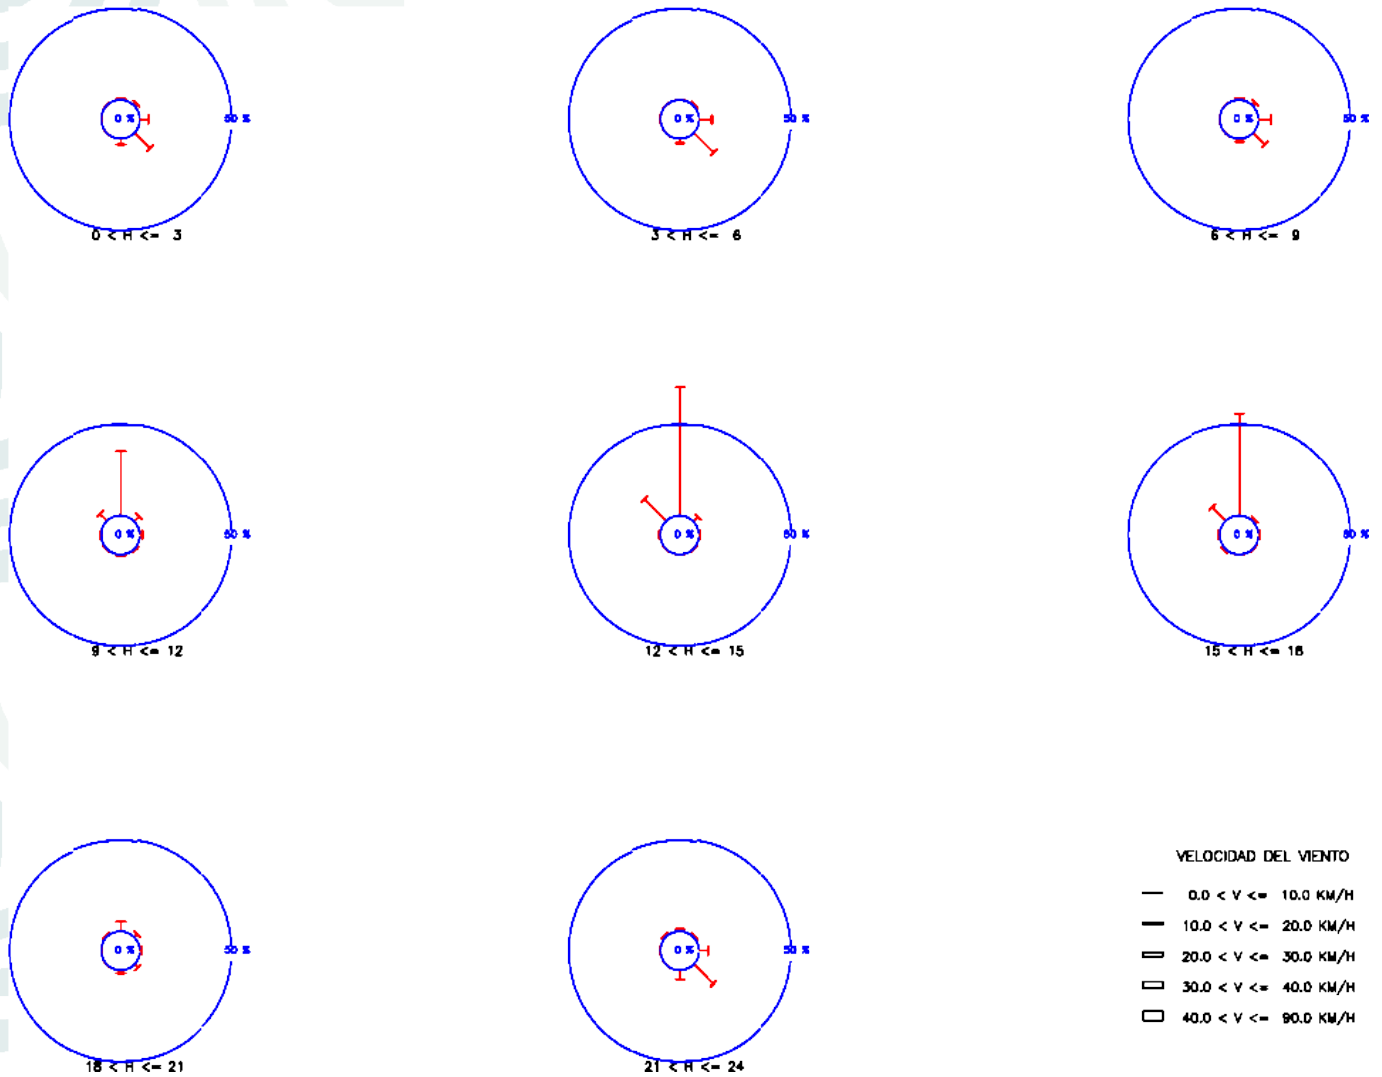 0 % 50 %
0 < H <= 3
0 % 50 %
3 < H <= 6
0 % 50 %
6 < H <= 9
0 % 50 %
9 < H <= 12
0 % 50 %
12 < H <= 15
0 % 50 %
15 < H <= 18
0 % 50 %
18 < H <= 21
0 % 50 %
21 < H <= 24
VELOCIDAD DEL VIENTO
0.0 < V <= 10.0 KM/H
10.0 < V <= 20.0 KM/H
20.0 < V <= 30.0 KM/H
30.0 < V <= 40.0 KM/H
40.0 < V <= 90.0 KM/H